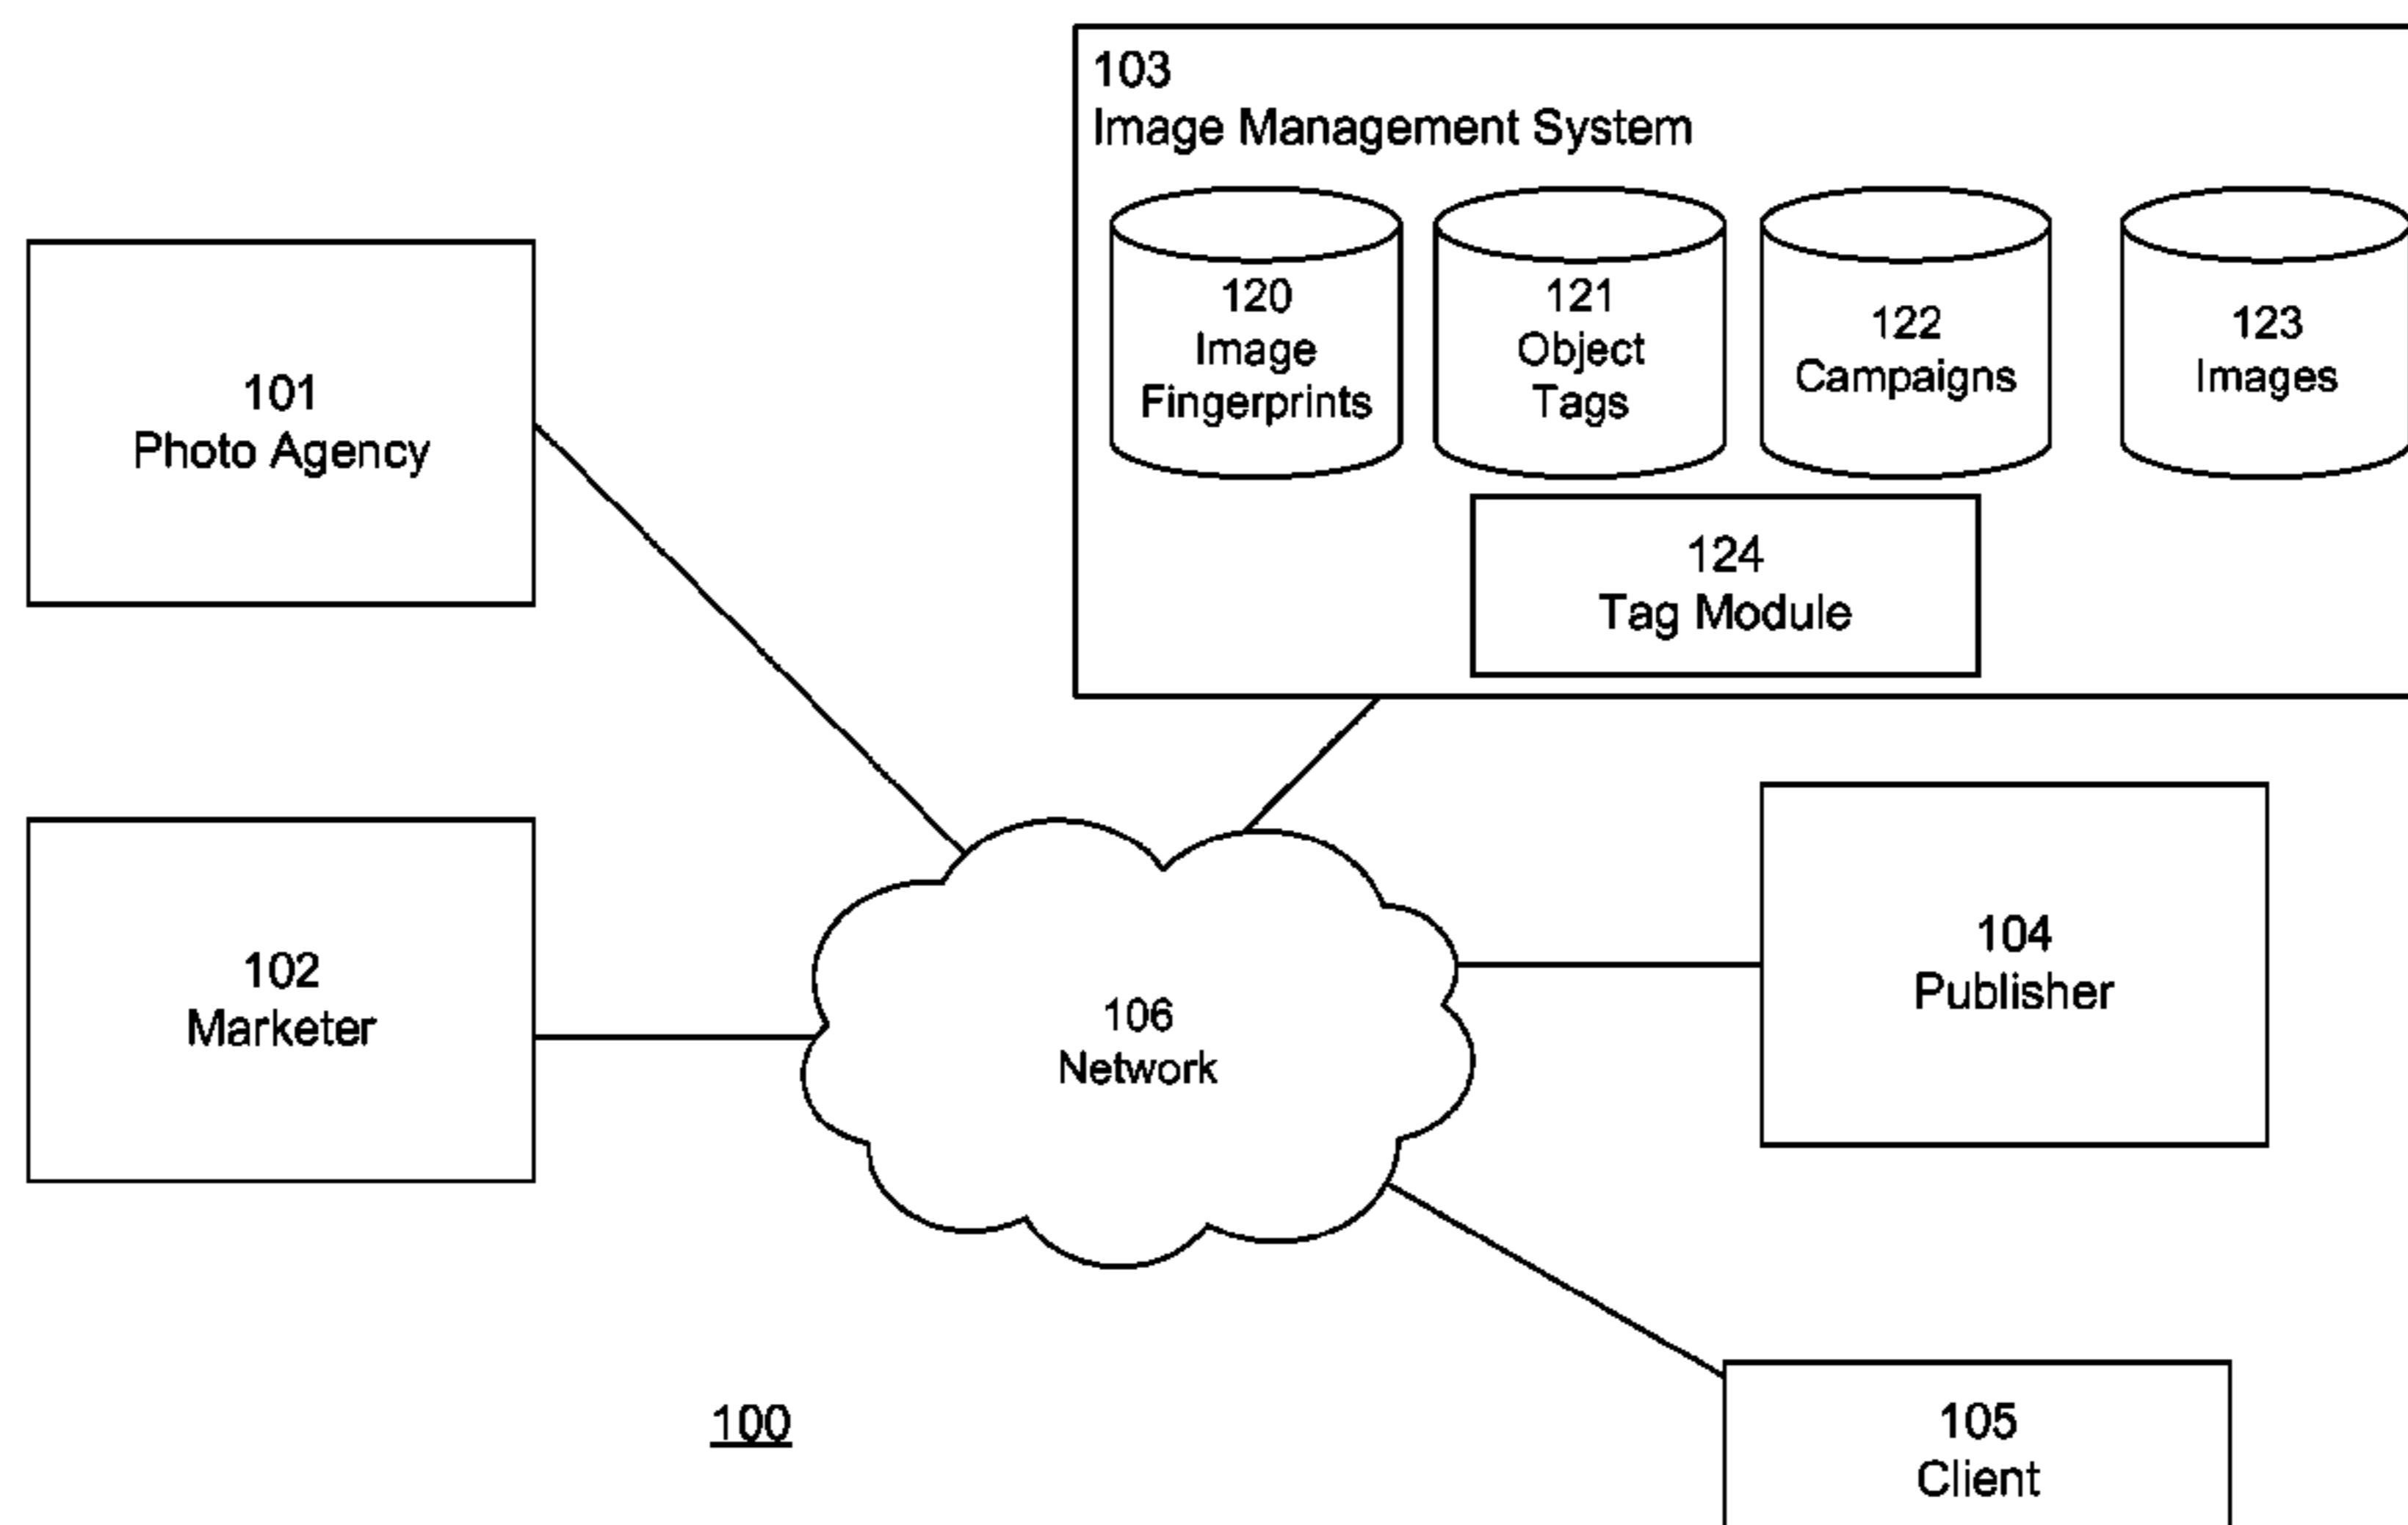 103
Image Management System
120
Image
Fingerprints
121
Object
Tags
122
Campaigns
123
Images
124
Tag Module
101
Photo Agency
102
Marketer
106
Network
104
Publisher
105
Client
100